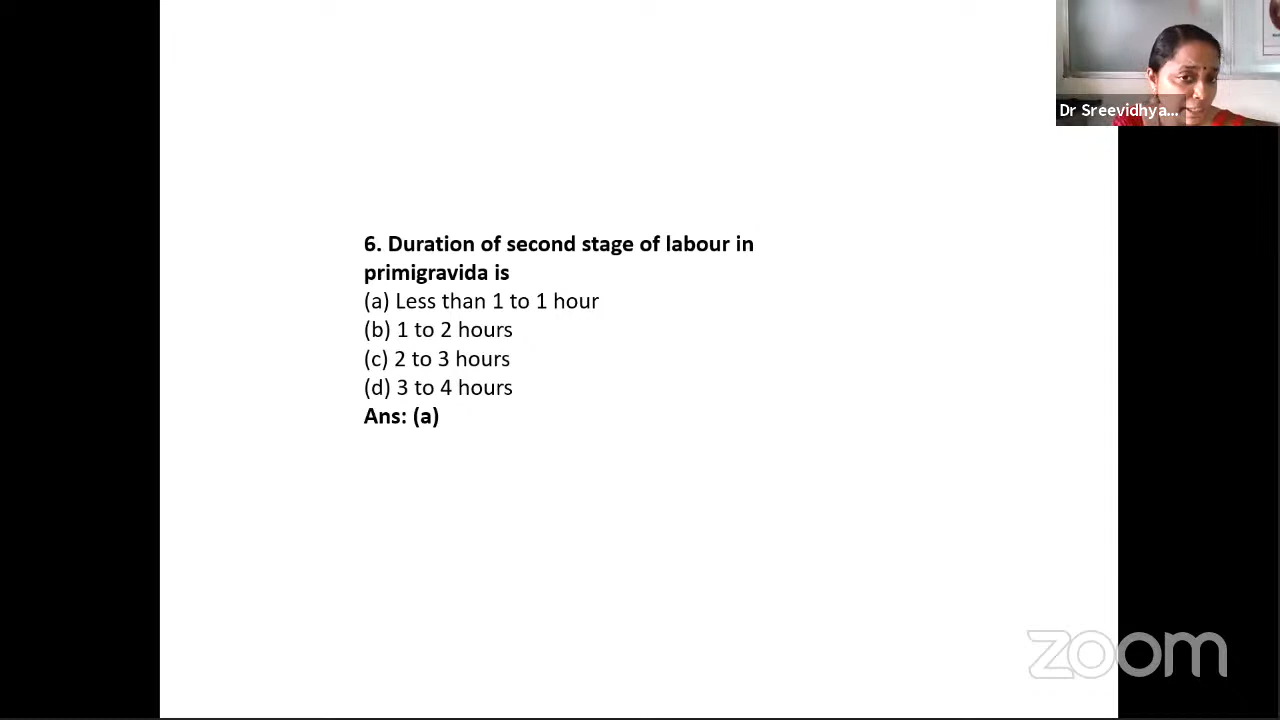 Dr Sreevidhya...
6. Duration of second stage of labour in
primigravida is
(a) Less than 1 to 1 hour
(b) 1 to 2 hours
(c) 2 to 3 hours
(d) 3 to 4 hours
Ans: (a)
zoom